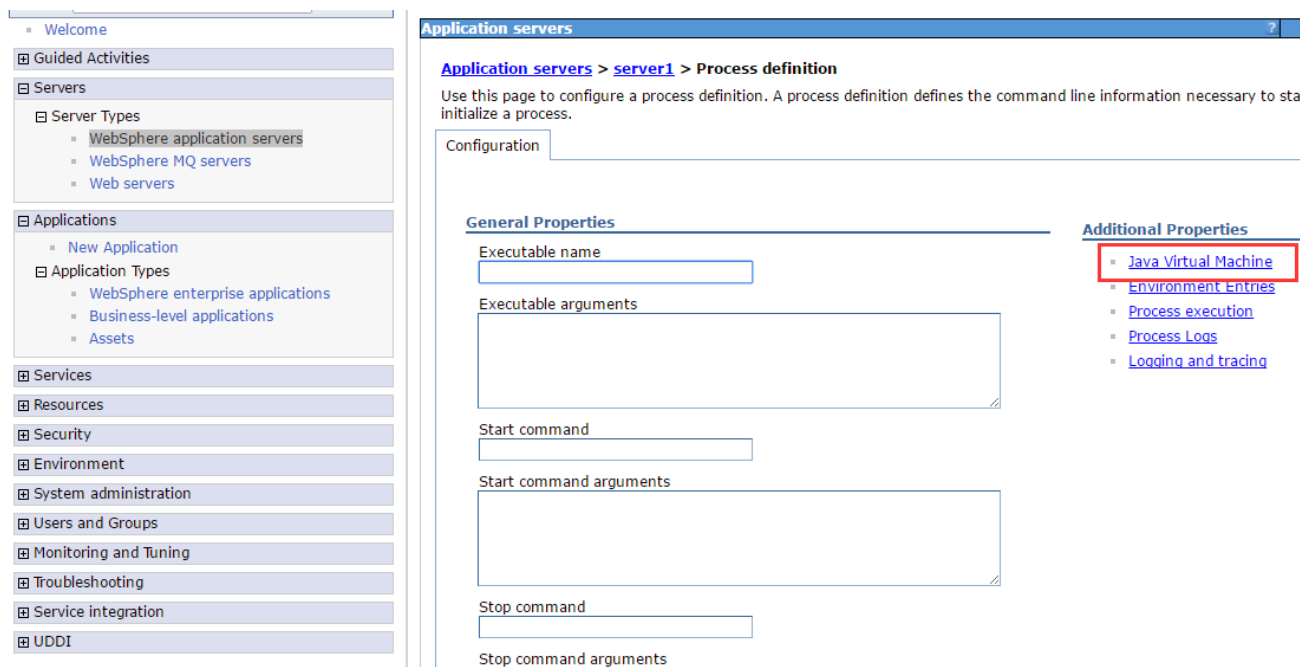 Welcome
Guided Activities
Servers
Server Types
WebSphere application servers
WebSphere MQ servers
Web servers
Applications
New Application
Application Types
WebSphere enterprise applications
Business-level applications
Assets
Services
Resources
Security
Environment
System administration
Users and Groups
Monitoring and Tuning
Troubleshooting
Service integration
UDDI
Application servers ?
Application servers > server1 > Process definition
Use this page to configure a process definition. A process definition defines the command line information necessary to sta
initialize a process.
Configuration
General Properties
Executable name
Executable arguments
Start command
Start command arguments
Stop command
Stop command arguments
Additional Properties
Java Virtual Machine
Environment Entries
Process execution
Process Logs
Logging and tracing